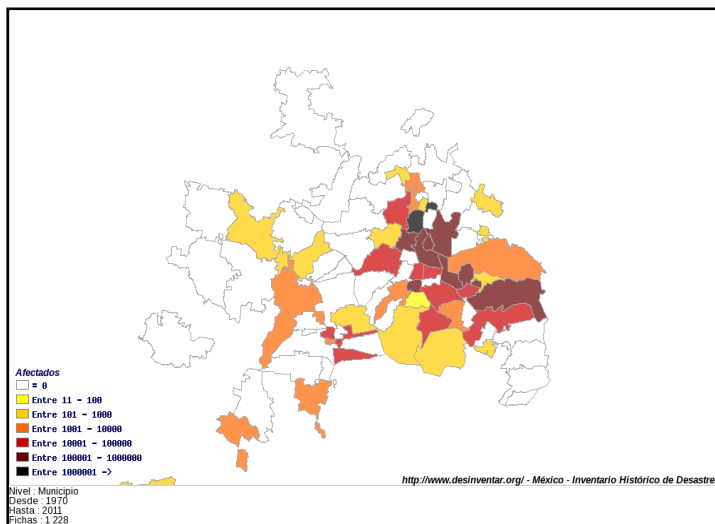 Afectados
= 0
Entre 11 - 100
Entre 101 - 1000
Entre 1001 - 10000
Entre 10001 - 100000
Entre 100001 - 1000000
Entre 1000001 ->
http://www.desinventar.org/ - México - Inventario Histórico de Desastre
Nivel : Municipio
Desde : 1970
Hasta : 2011
Fichas : 1 228